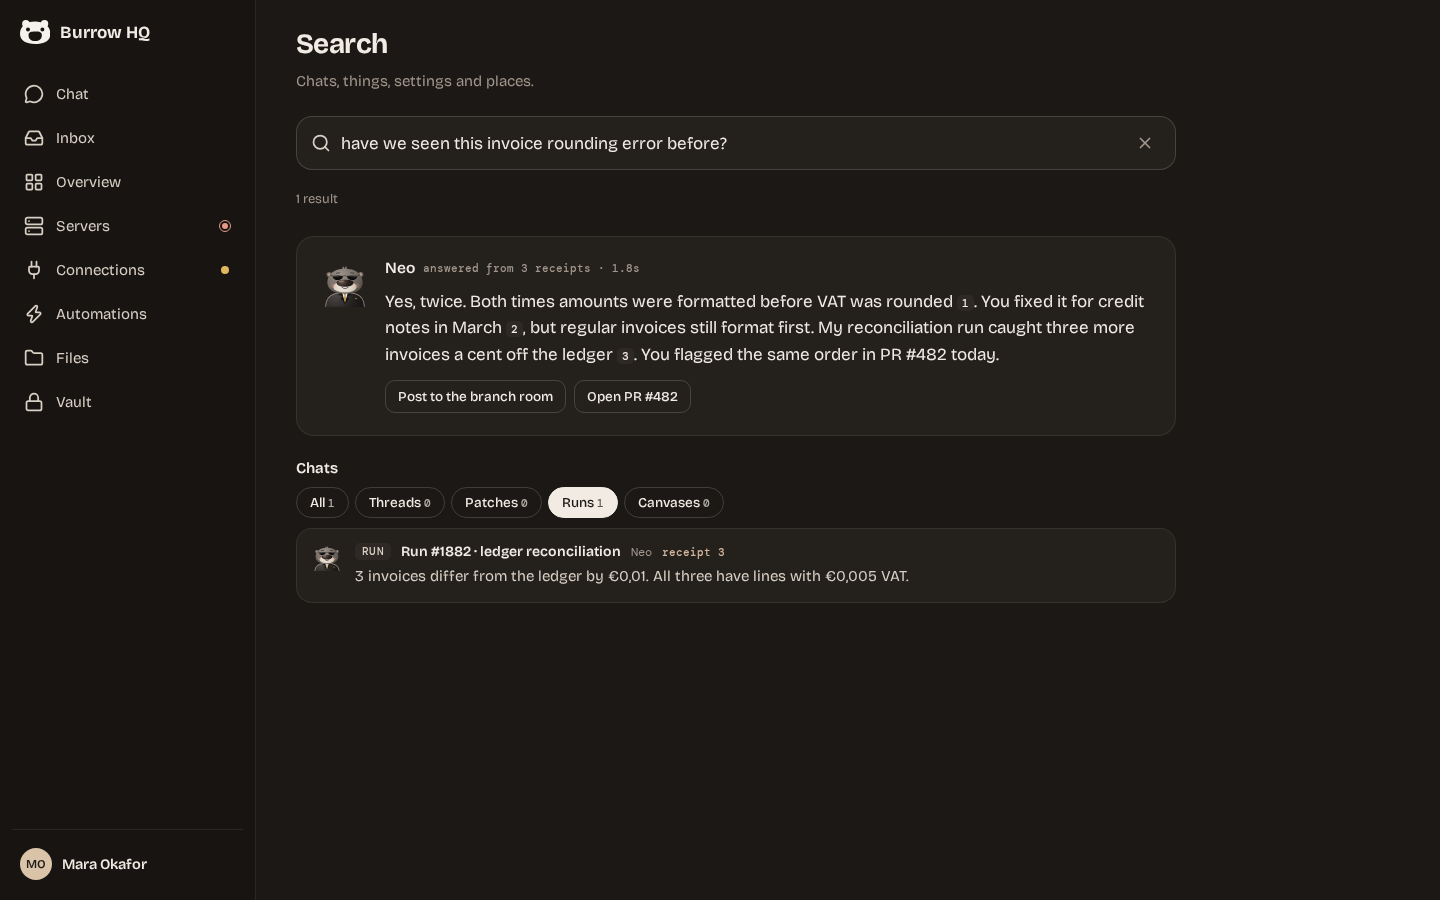 Burrow HQ
Chat
Inbox
Overview
Servers
Connections
Automations
Files
Vault
MO
Mara Okafor
Search
Chats, things, settings and places.
have we seen this invoice rounding error before?
1 result
Neo answered from 3 receipts · 1.8s
Yes, twice. Both times amounts were formatted before VAT was rounded 1. You fixed it for credit
notes in March 2, but regular invoices still format first. My reconciliation run caught three more
invoices a cent off the ledger 3. You flagged the same order in PR #482 today.
Post to the branch room Open PR #482
Chats
All 1 Threads 0 Patches 0 Runs 1 Canvases 0
RUN Run #1882 · ledger reconciliation Neo receipt 3
3 invoices differ from the ledger by €0,01. All three have lines with €0,005 VAT.